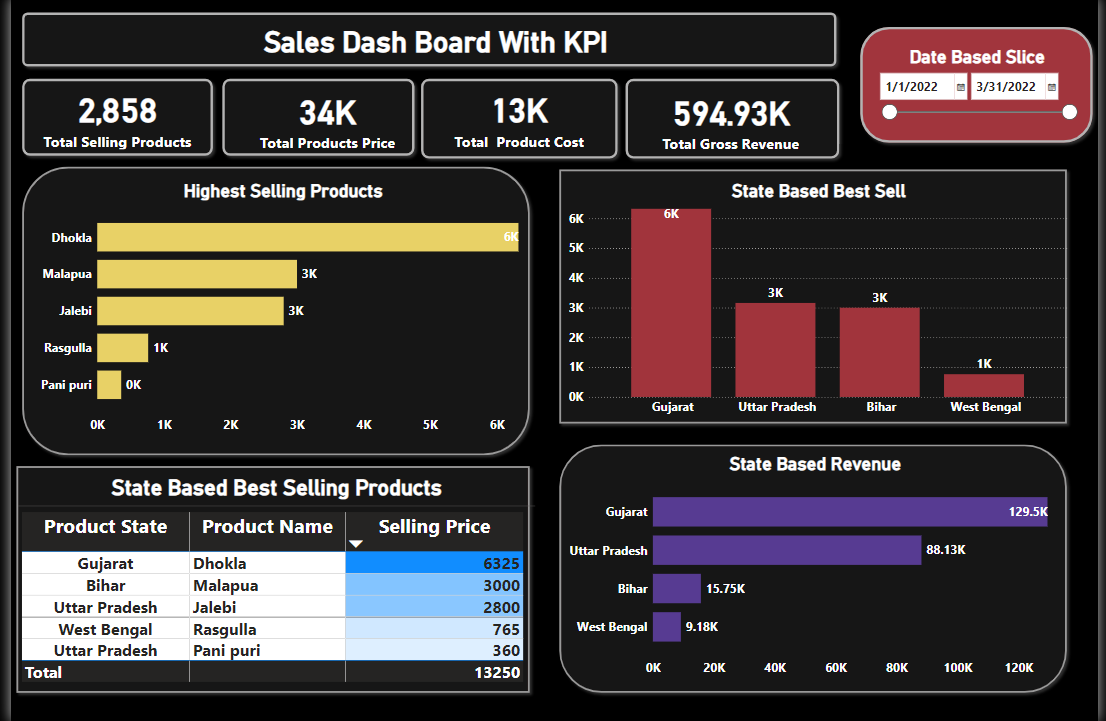 Sales Dash Board With KPI
Date Based Slice
1/1/2022 3/31/2022
2,858
Total Selling Products
34K
Total Products Price
13K
Total Product Cost
594.93K
Total Gross Revenue
Highest Selling Products
Dhokla 6K
Malapua 3K
Jalebi 3K
Rasgulla 1K
Pani puri 0K
0K 1K 2K 3K 4K 5K 6K
State Based Best Sell
6K
5K
4K
3K
2K
1K
0K
6K
3K
3K
1K
Gujarat Uttar Pradesh Bihar West Bengal
State Based Best Selling Products
Product State Product Name Selling Price
Gujarat Dhokla 6325
Bihar Malapua 3000
Uttar Pradesh Jalebi 2800
West Bengal Rasgulla 765
Uttar Pradesh Pani puri 360
Total 13250
State Based Revenue
Gujarat 129.5K
Uttar Pradesh 88.13K
Bihar 15.75K
West Bengal 9.18K
0K 20K 40K 60K 80K 100K 120K